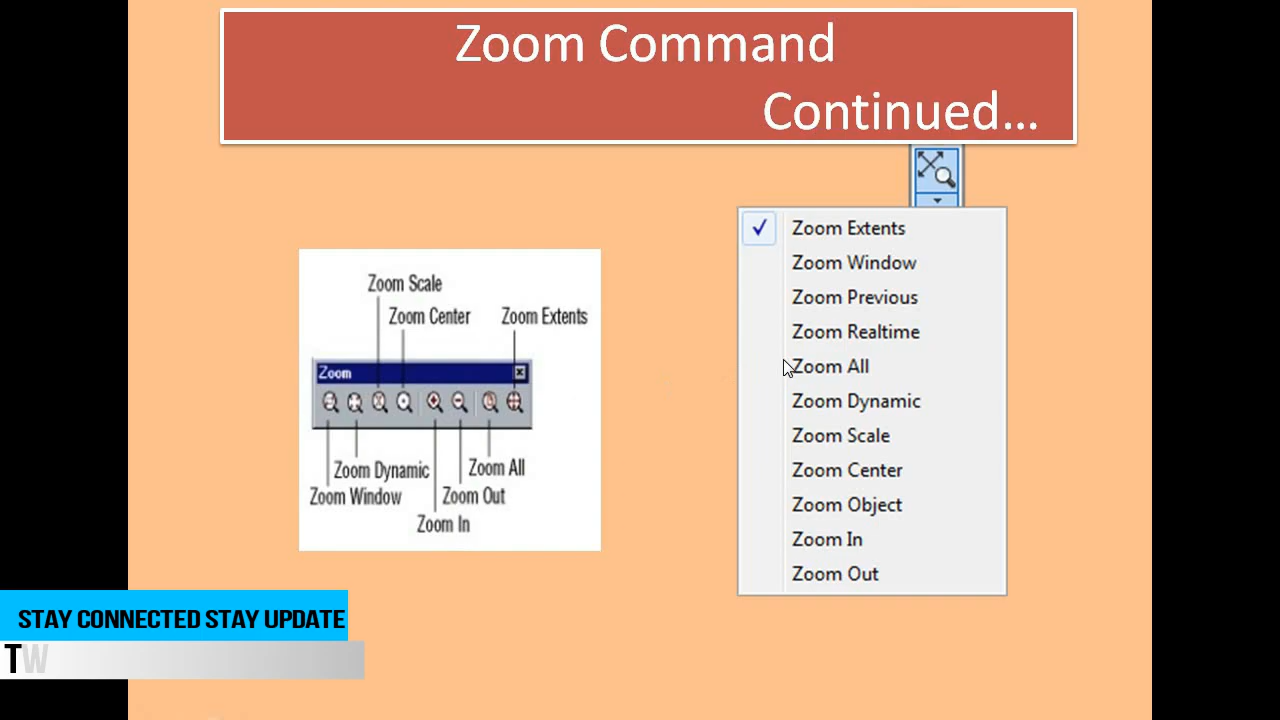 Zoom Command
Continued...
Zoom Scale
Zoom Center
Zoom Extents
Zoom
Zoom Dynamic
Zoom All
Zoom Window
Zoom Out
Zoom In
Zoom Extents
Zoom Window
Zoom Previous
Zoom Realtime
Zoom All
Zoom Dynamic
Zoom Scale
Zoom Center
Zoom Object
Zoom In
Zoom Out
STAY CONNECTED STAY UPDATE
TW